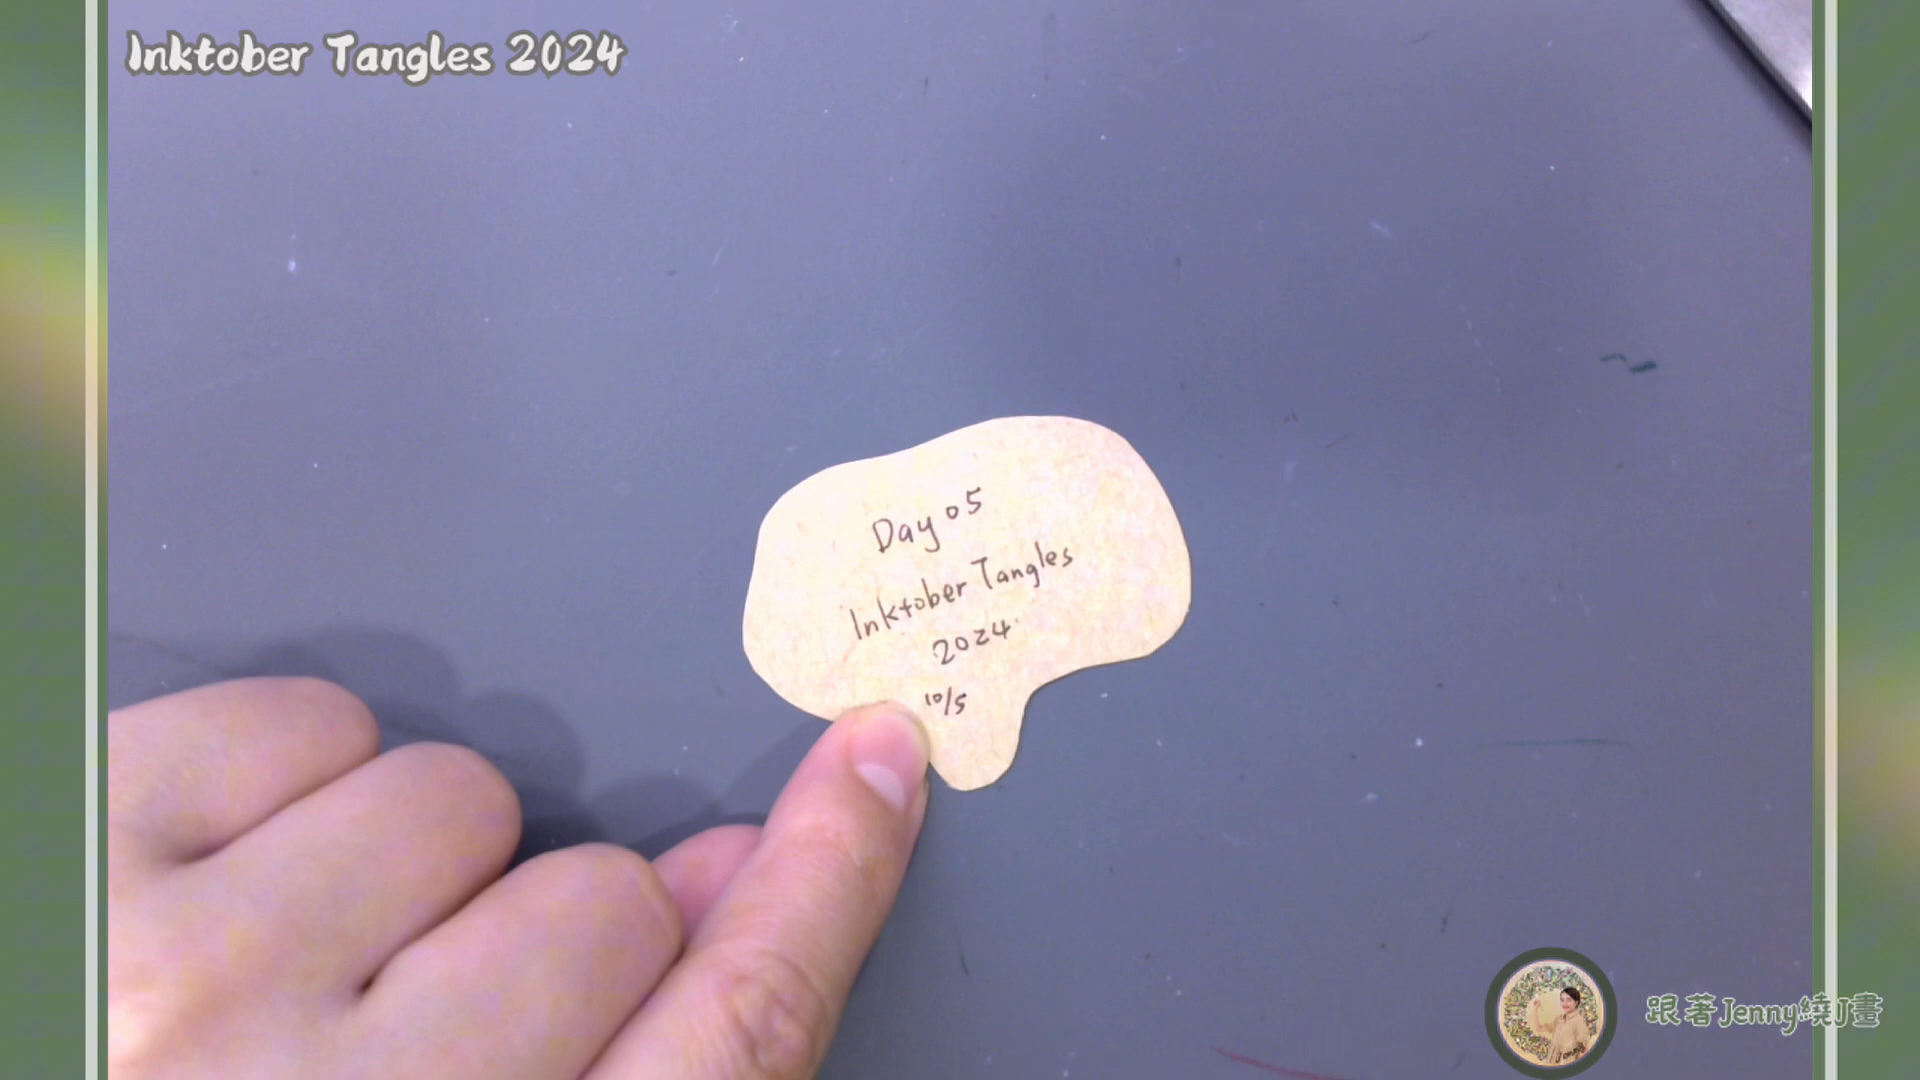 Inktober Tangles 2024
Day 05
Inktober Tangles
2024
10/5
Jenny
跟著Jenny繞J畫